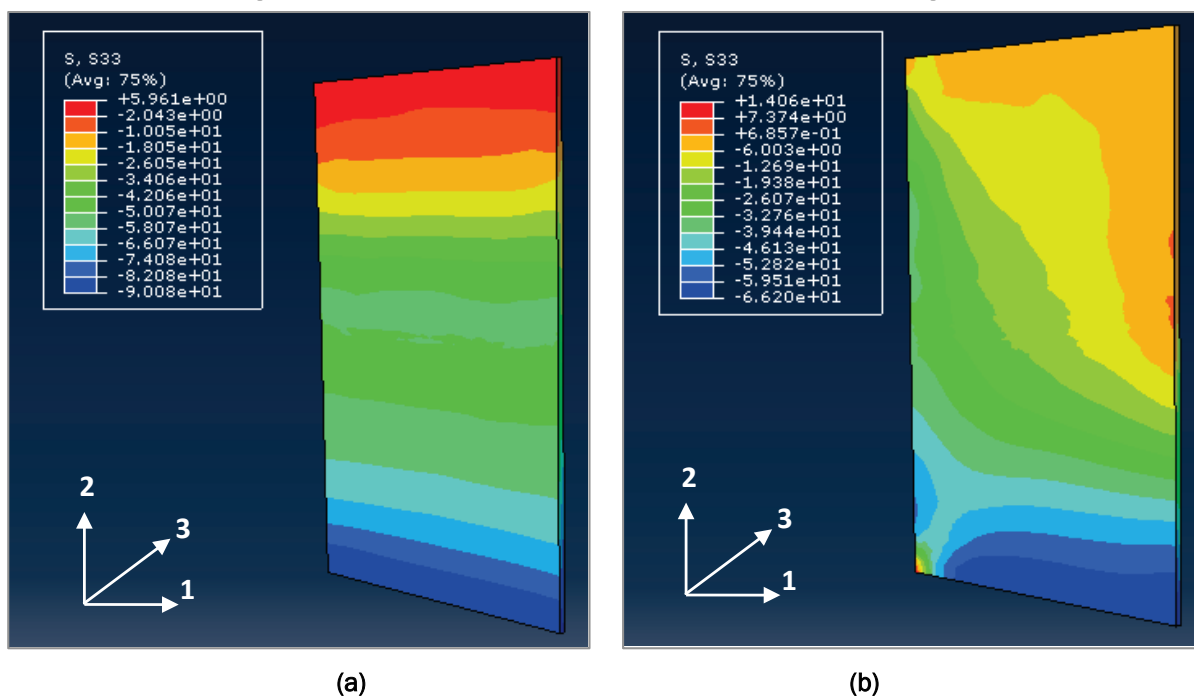 S, S33
(Avg: 75%)
+5.961e+00
-2.043e+00
-1.005e+01
-1.805e+01
-2.605e+01
-3.406e+01
-4.206e+01
-5.007e+01
-5.807e+01
-6.607e+01
-7.408e+01
-8.208e+01
-9.008e+01
2
3
1
(a)
S, S33
(Avg: 75%)
+1.406e+01
+7.374e+00
+6.857e-01
-6.003e+00
-1.269e+01
-1.938e+01
-2.607e+01
-3.276e+01
-3.944e+01
-4.613e+01
-5.282e+01
-5.951e+01
-6.620e+01
2
3
1
(b)